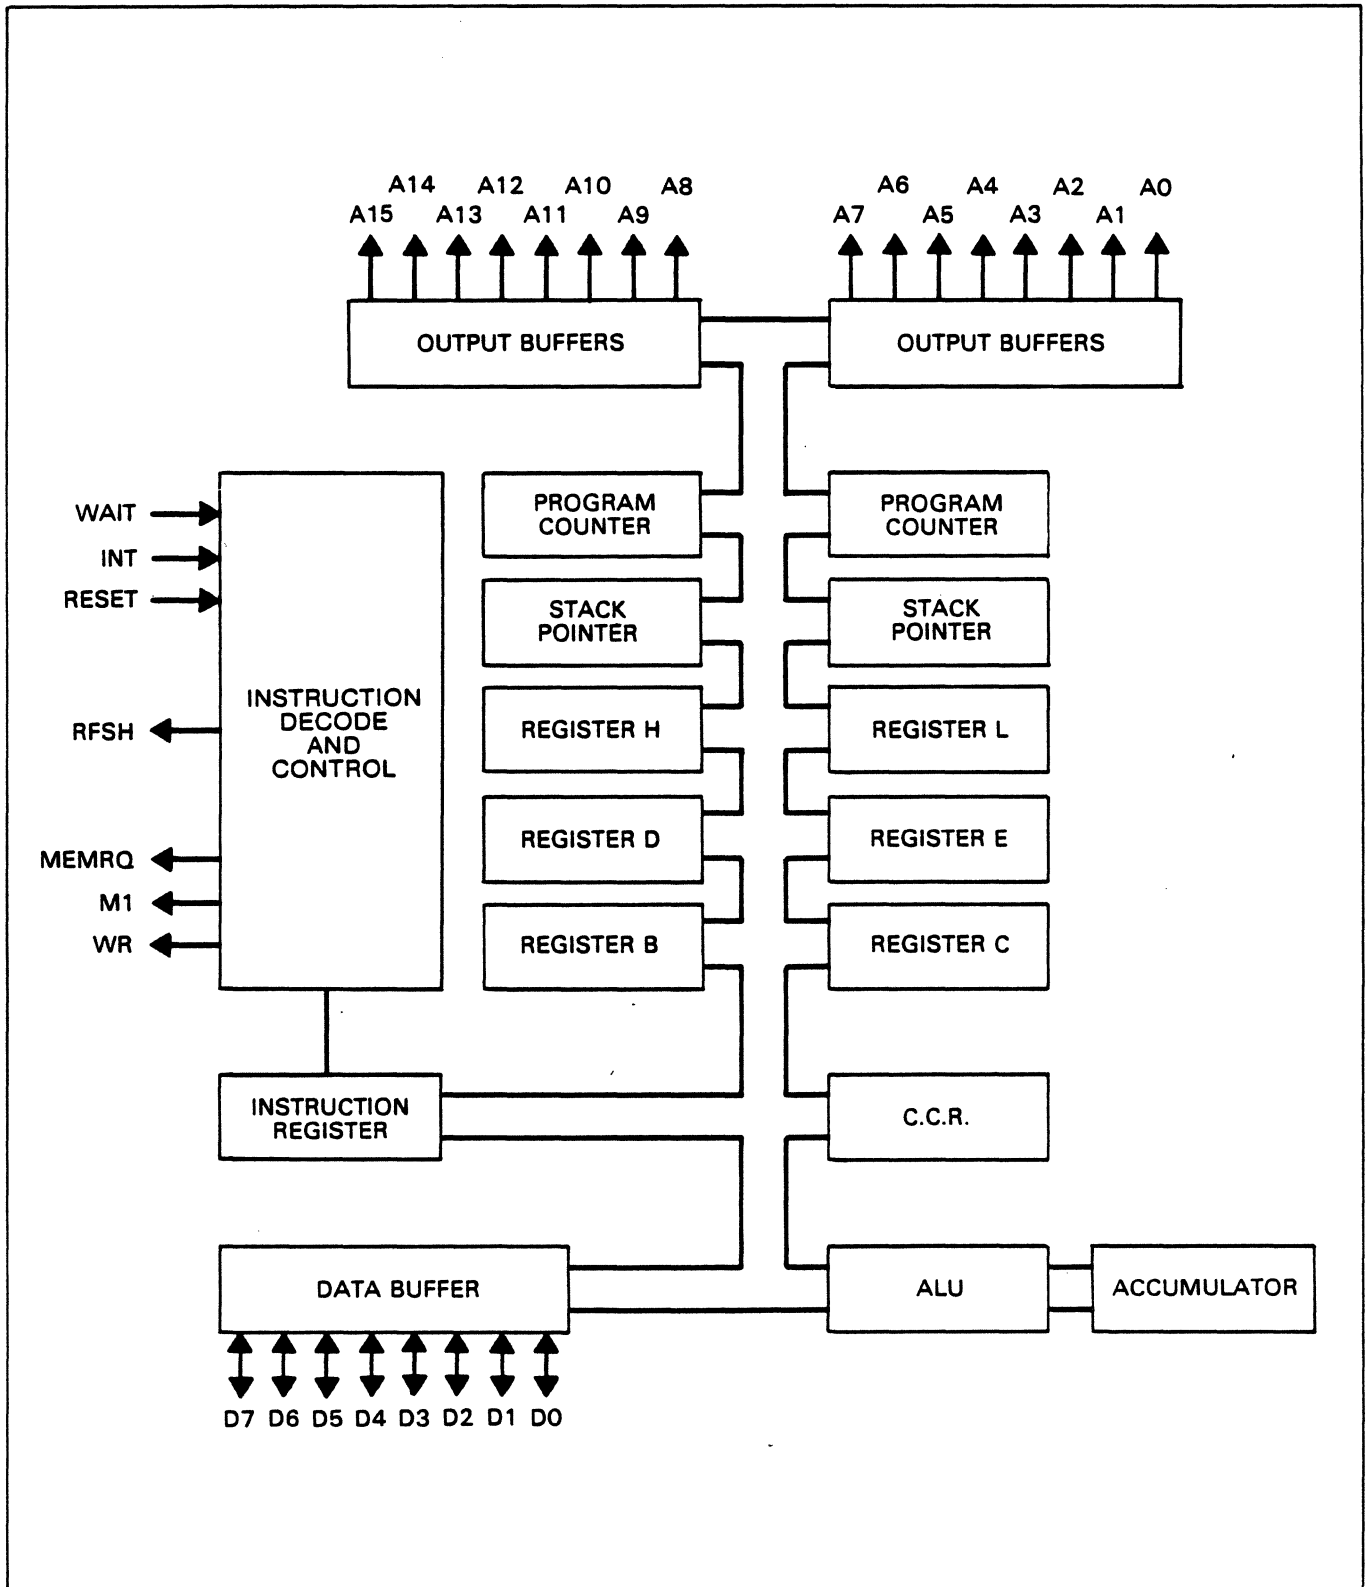 A14 A12 A10 A8 A6 A4 A2 A0
A15 A13 A11 A9 A7 A5 A3 A1
OUTPUT BUFFERS
OUTPUT BUFFERS
WAIT
INT
RESET
RFSH
MEMRQ
M1
WR
INSTRUCTION
DECODE
AND
CONTROL
PROGRAM
COUNTER
PROGRAM
COUNTER
STACK
POINTER
STACK
POINTER
REGISTER H
REGISTER L
REGISTER D
REGISTER E
REGISTER B
REGISTER C
INSTRUCTION
REGISTER
C.C.R.
DATA BUFFER
ALU
ACCUMULATOR
D7 D6 D5 D4 D3 D2 D1 D0